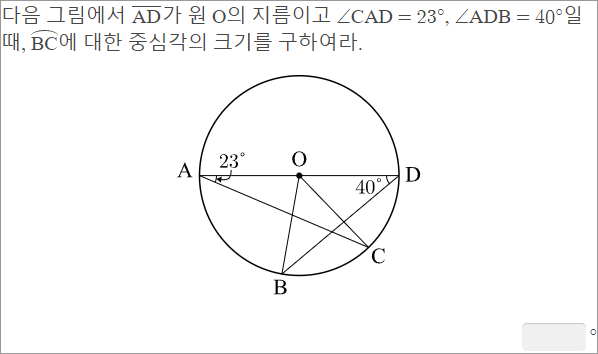 다음 그림에서 AD가 원 O의 지름이고 ∠CAD = 23°, ∠ADB = 40°일
때, BC에 대한 중심각의 크기를 구하여라.
O
A 23° 40° D
C
B
°